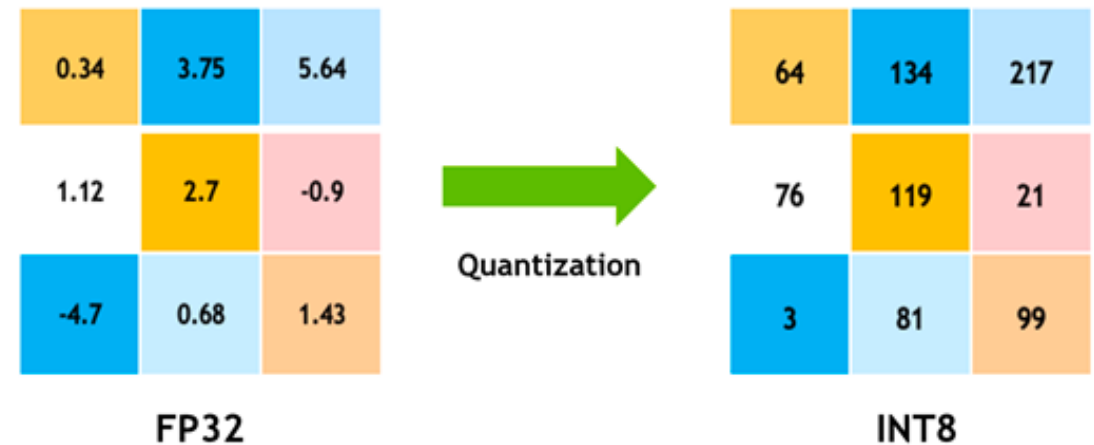 0.34 3.75 5.64
1.12 2.7 -0.9
-4.7 0.68 1.43
FP32
Quantization
64 134 217
76 119 21
3 81 99
INT8